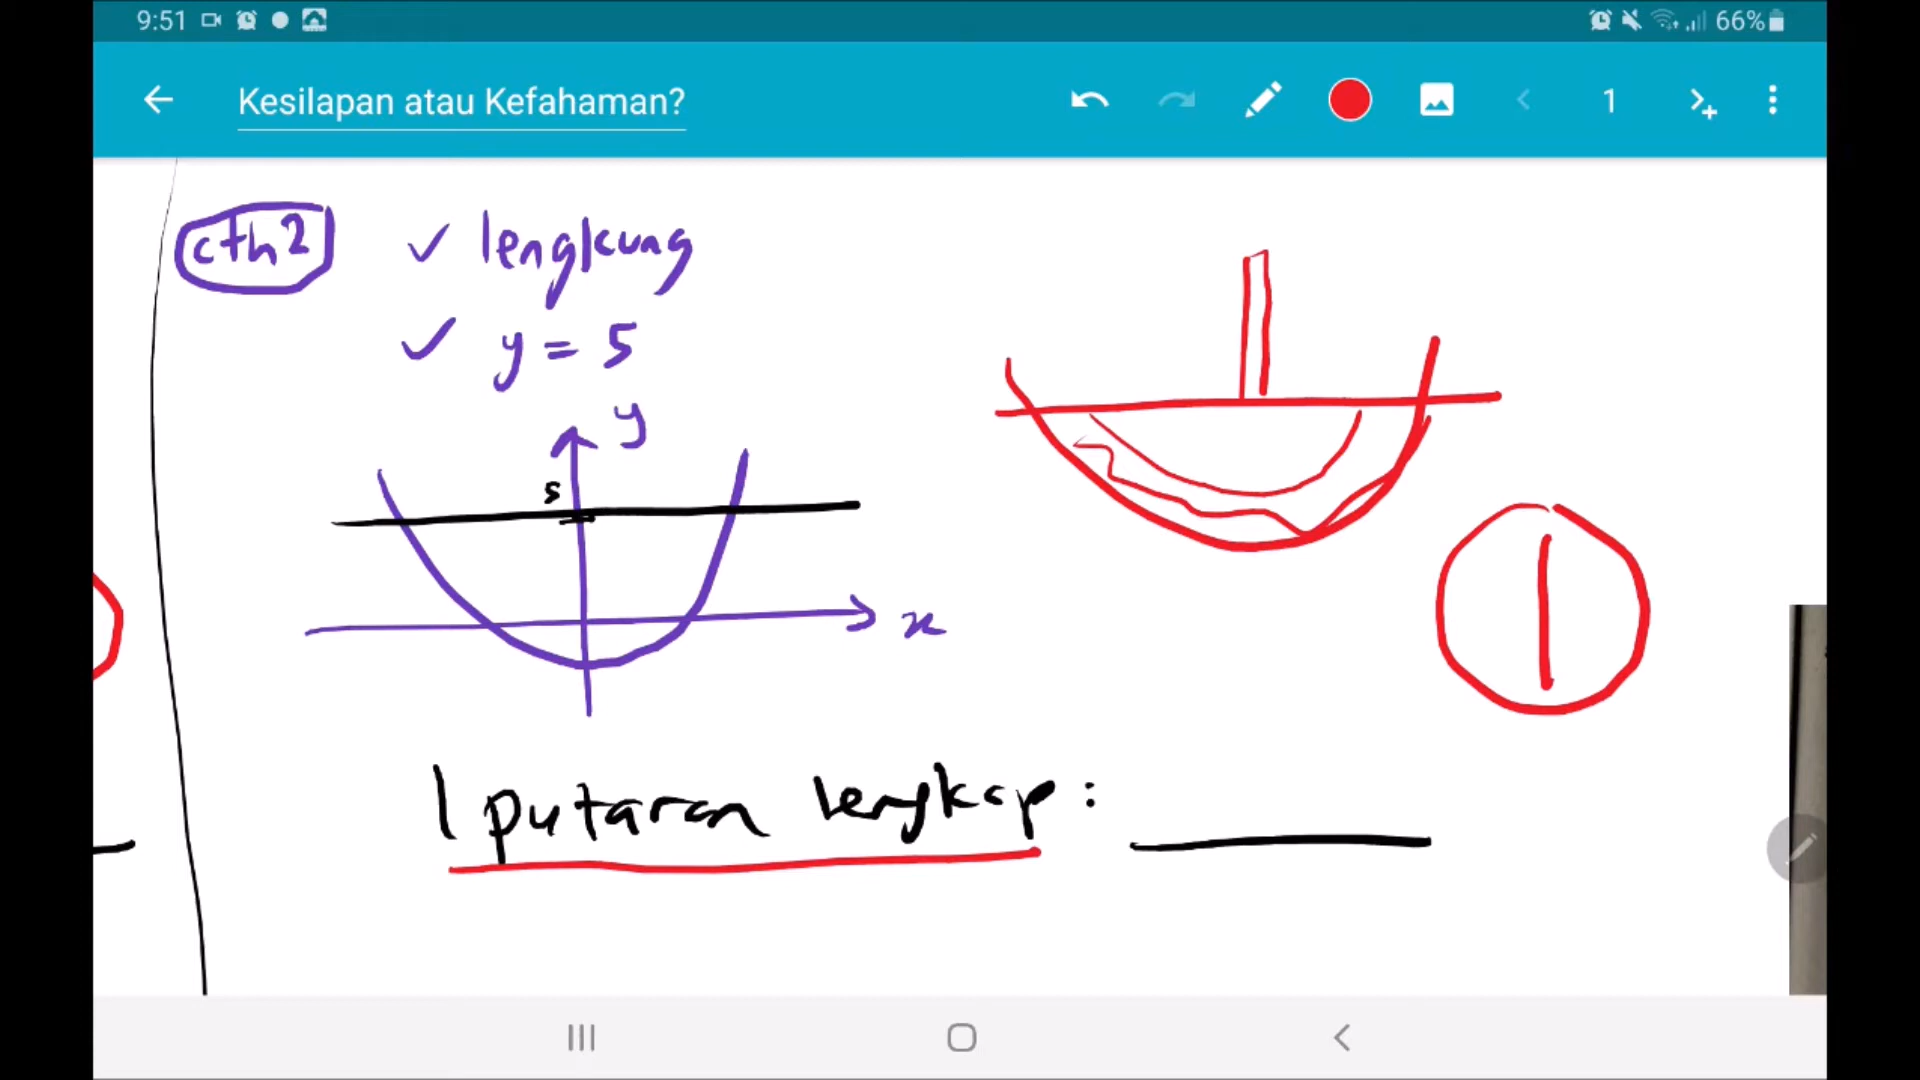 9:51
66%
Kesilapan atau Kefahaman?
1
cth2
✓ lengkung
✓ y = 5
y
5
x
1 putaran lengkap: